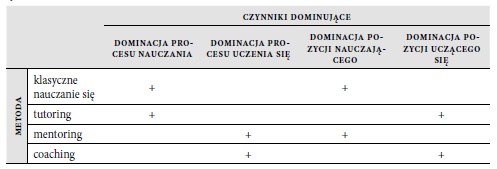 CZYNNIKI DOMINUJĄCE
DOMINACJA PRO- DOMINACJA PRO- DOMINACJA PO- DOMINACJA PO-
CESU NAUCZANIA CESU UCZENIA SIĘ ZYCJI NAUCZAJĄ- ZYCJI UCZĄCEGO
CEGO SIĘ
METODA
klasyczne
nauczanie się + +
tutoring + +
mentoring + +
coaching + +